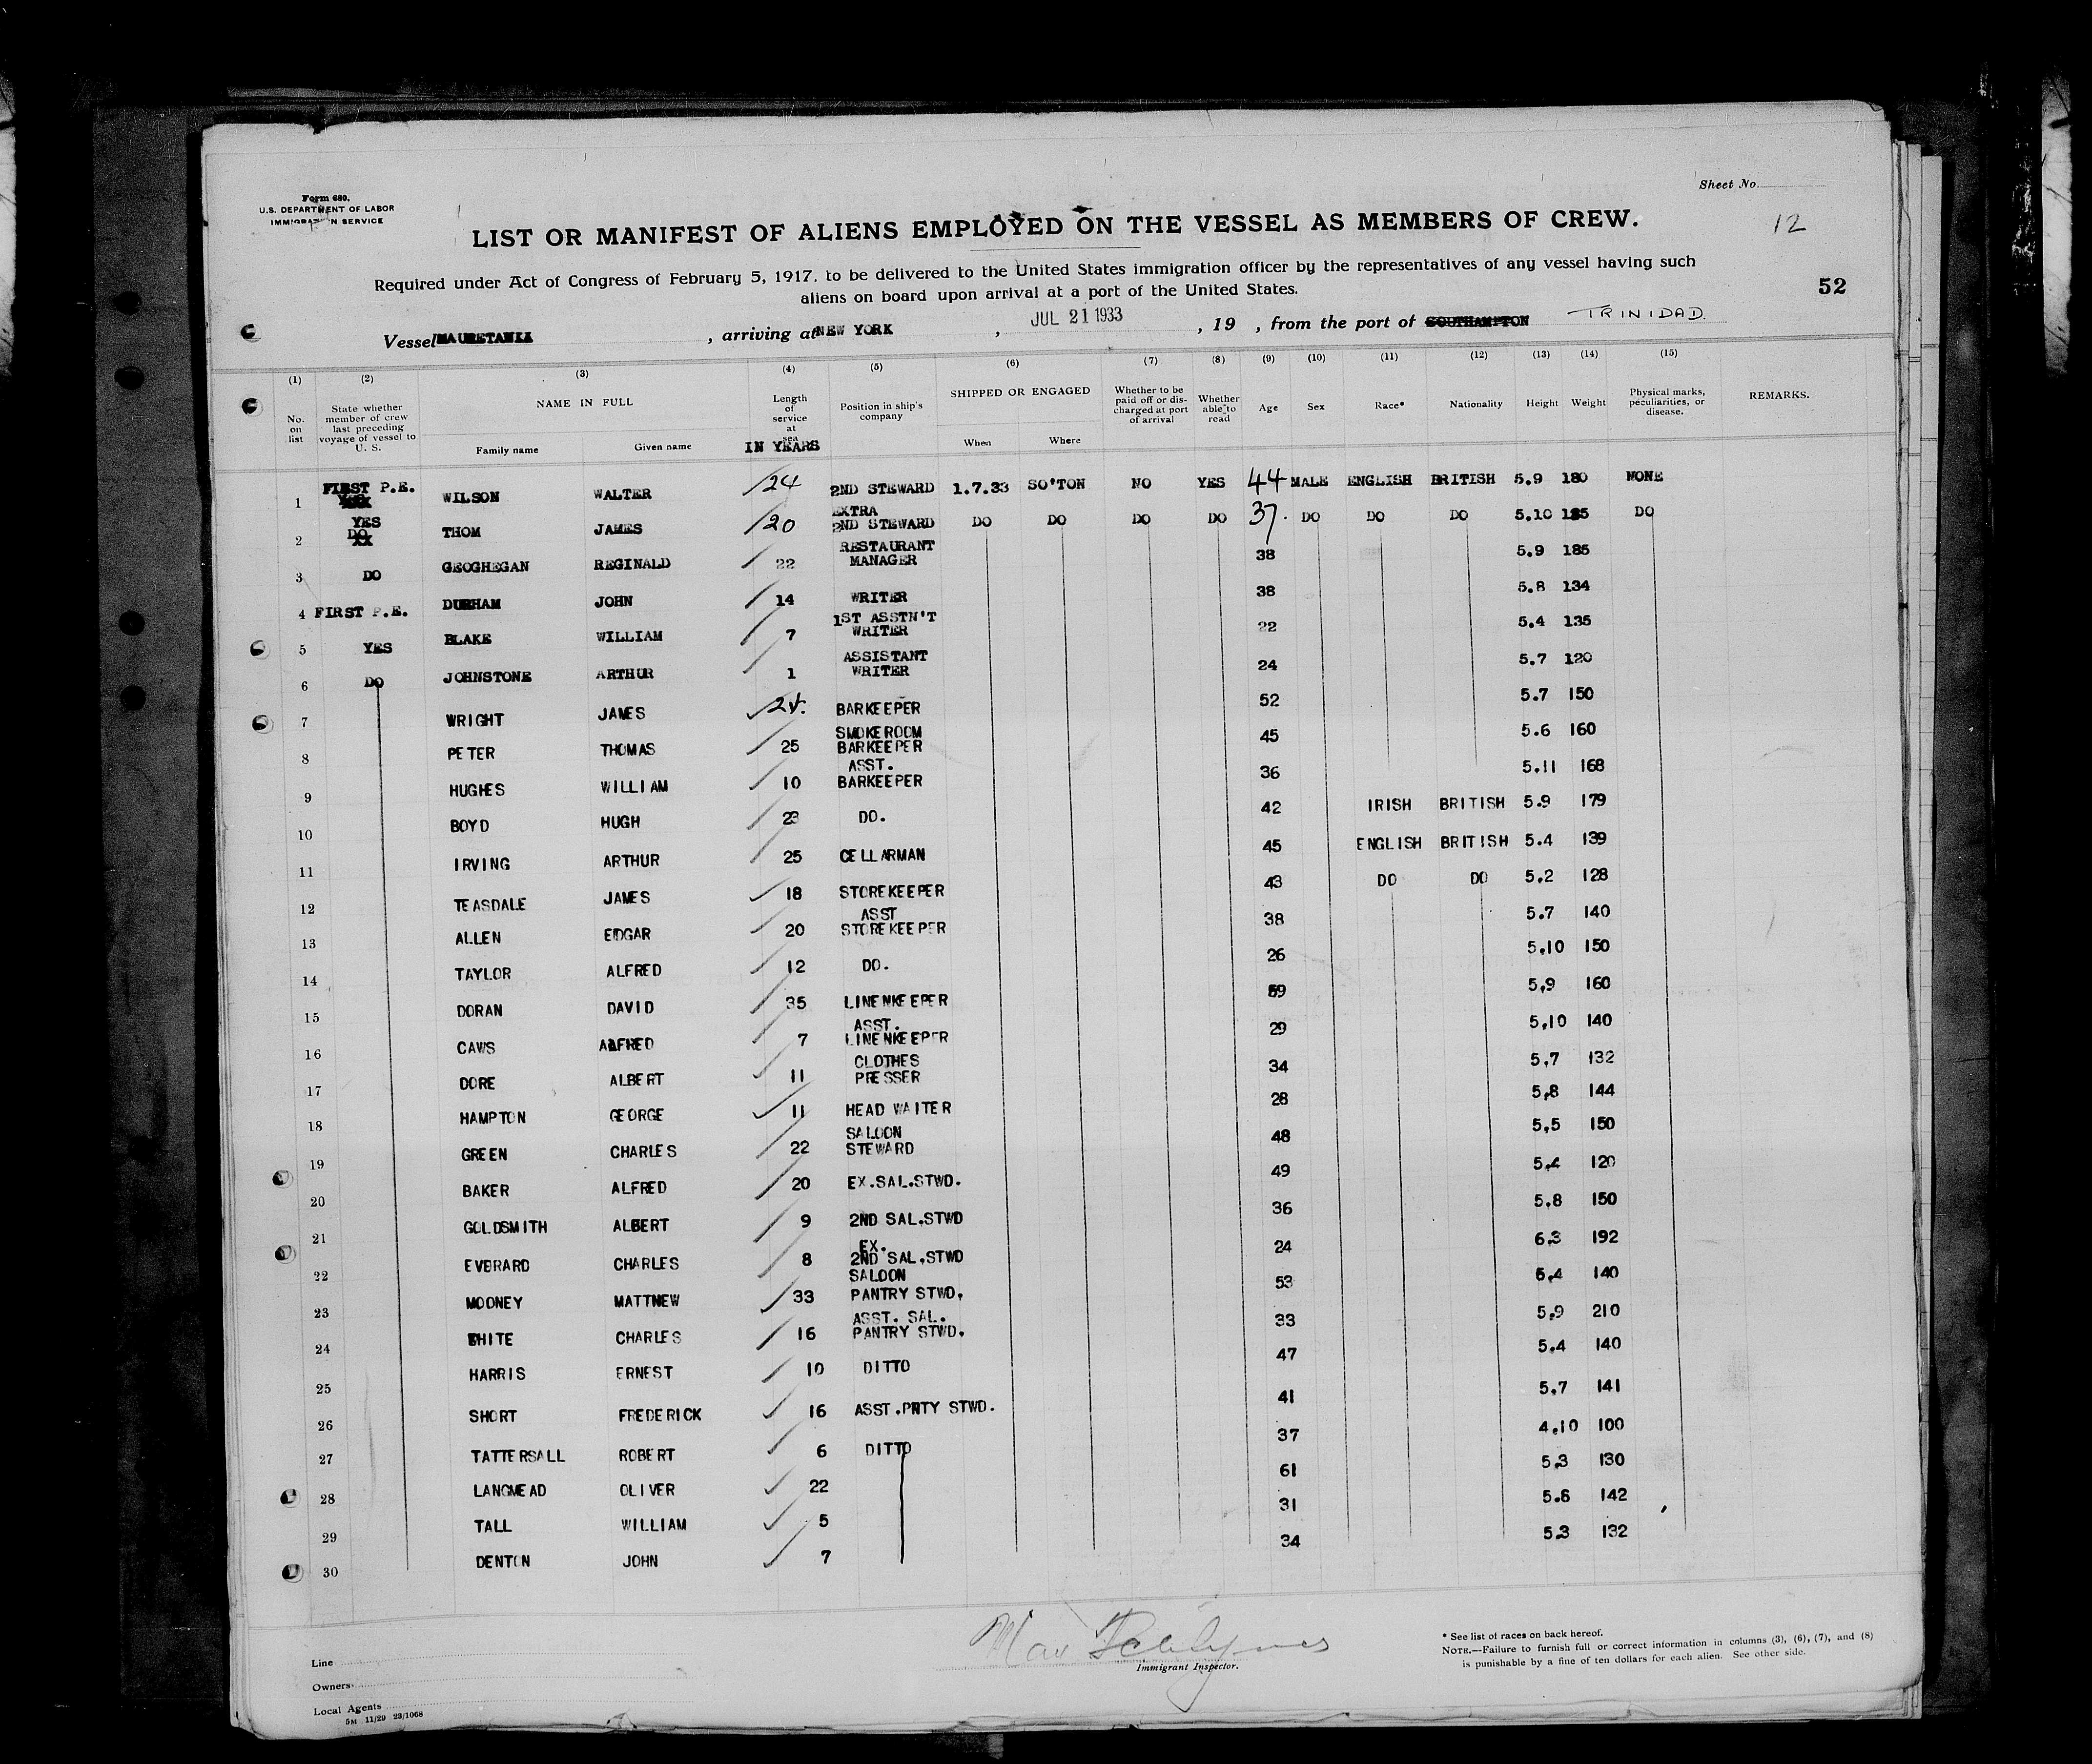 Form 680.
U.S. DEPARTMENT OF LABOR
IMMIGRATION SERVICE
Sheet No.
12
LIST OR MANIFEST OF ALIENS EMPLOYED ON THE VESSEL AS MEMBERS OF CREW.
Required under Act of Congress of February 5, 1917, to be delivered to the United States immigration officer by the representatives of any vessel having such
aliens on board upon arrival at a port of the United States.
52
Vessel MAURETANIA , arriving at NEW YORK , JUL 21 1933 , 19 , from the port of SOUTHAMPTON TRINIDAD.
(1) (2) (3) (4) (5) (6) (7) (8) (9) (10) (11) (12) (13) (14) (15)
No. on list State whether member of crew last preceding voyage of vessel to U. S. NAME IN FULL Family name Given name Length of service at sea IN YEARS Position in ship's company SHIPPED OR ENGAGED When Where Whether to be paid off or discharged at port of arrival Whether able to read Age Sex Race* Nationality Height Weight Physical marks, peculiarities, or disease. REMARKS.
1 FIRST P.E. WILSON WALTER 24 2ND STEWARD 1.7.33 SO'TON NO YES 44 MALE ENGLISH BRITISH 5.9 180 NONE
2 YES DO THOM JAMES 20 EXTRA 2ND STEWARD DO DO DO DO 37. DO DO DO 5.10 185 DO
3 DO GEOGHEGAN REGINALD 22 RESTAURANT MANAGER 38 5.9 185
4 FIRST P.E. DURHAM JOHN 14 WRITER 38 5.8 134
5 YES BLAKE WILLIAM 7 1ST ASSTN'T WRITER 22 5.4 135
6 DO JOHNSTONE ARTHUR 1 ASSISTANT WRITER 24 5.7 120
7 WRIGHT JAMES BARKEEPER 52 5.7 150
8 PETER THOMAS 25 SMOKEROOM BARKEEPER 45 5.6 160
9 HUGHES WILLIAM 10 ASST. BARKEEPER 36 5.11 168
10 BOYD HUGH 23 DO. 42 IRISH BRITISH 5.9 179
11 IRVING ARTHUR 25 CELLARMAN 45 ENGLISH BRITISH 5.4 139
12 TEASDALE JAMES 18 STOREKEEPER 43 DO DO 5.2 128
13 ALLEN EDGAR 20 ASST STOREKEEPER 38 5.7 140
14 TAYLOR ALFRED 12 DO. 26 5.10 150
15 DORAN DAVID 35 LINENKEEPER 59 5.9 160
16 CAWS ALFRED 7 ASST. LINENKEEPER 29 5.10 140
17 DORE ALBERT 11 CLOTHES PRESSER 34 5.7 132
18 HAMPTON GEORGE 11 HEAD WAITER 28 5.8 144
19 GREEN CHARLES 22 SALOON STEWARD 48 5.5 150
20 BAKER ALFRED 20 EX.SAL.STWD. 49 5.4 120
21 GOLDSMITH ALBERT 9 2ND SAL.STWD 36 5.8 150
22 EVERARD CHARLES 8 EX. 2ND SAL.STWD 24 6.3 192
23 MOONEY MATTNEW 33 SALOON PANTRY STWD. 53 5.4 140
24 WHITE CHARLES 16 ASST. SAL. PANTRY STWD. 33 5.9 210
25 HARRIS ERNEST 10 DITTO 47 5.4 140
26 SHORT FREDERICK 16 ASST.PNTY STWD. 41 5.7 141
27 TATTERSALL ROBERT 6 DITTO 37 4.10 100
28 LANGMEAD OLIVER 22 61 5.3 130
29 TALL WILLIAM 5 31 5.6 142
30 DENTON JOHN 7 34 5.3 132
Line
Owners
Local Agents
5M 11/29 23/1068
Immigrant Inspector.
* See list of races on back hereof.
NOTE.—Failure to furnish full or correct information in columns (3), (6), (7), and (8)
is punishable by a fine of ten dollars for each alien. See other side.